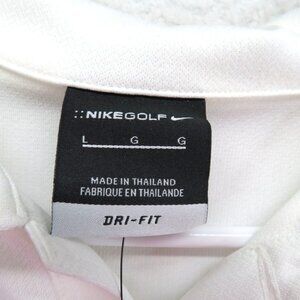 ::NIKEGOLF
L G G
MADE IN THAILAND
FABRIQUE EN THAILANDE
DRI-FIT